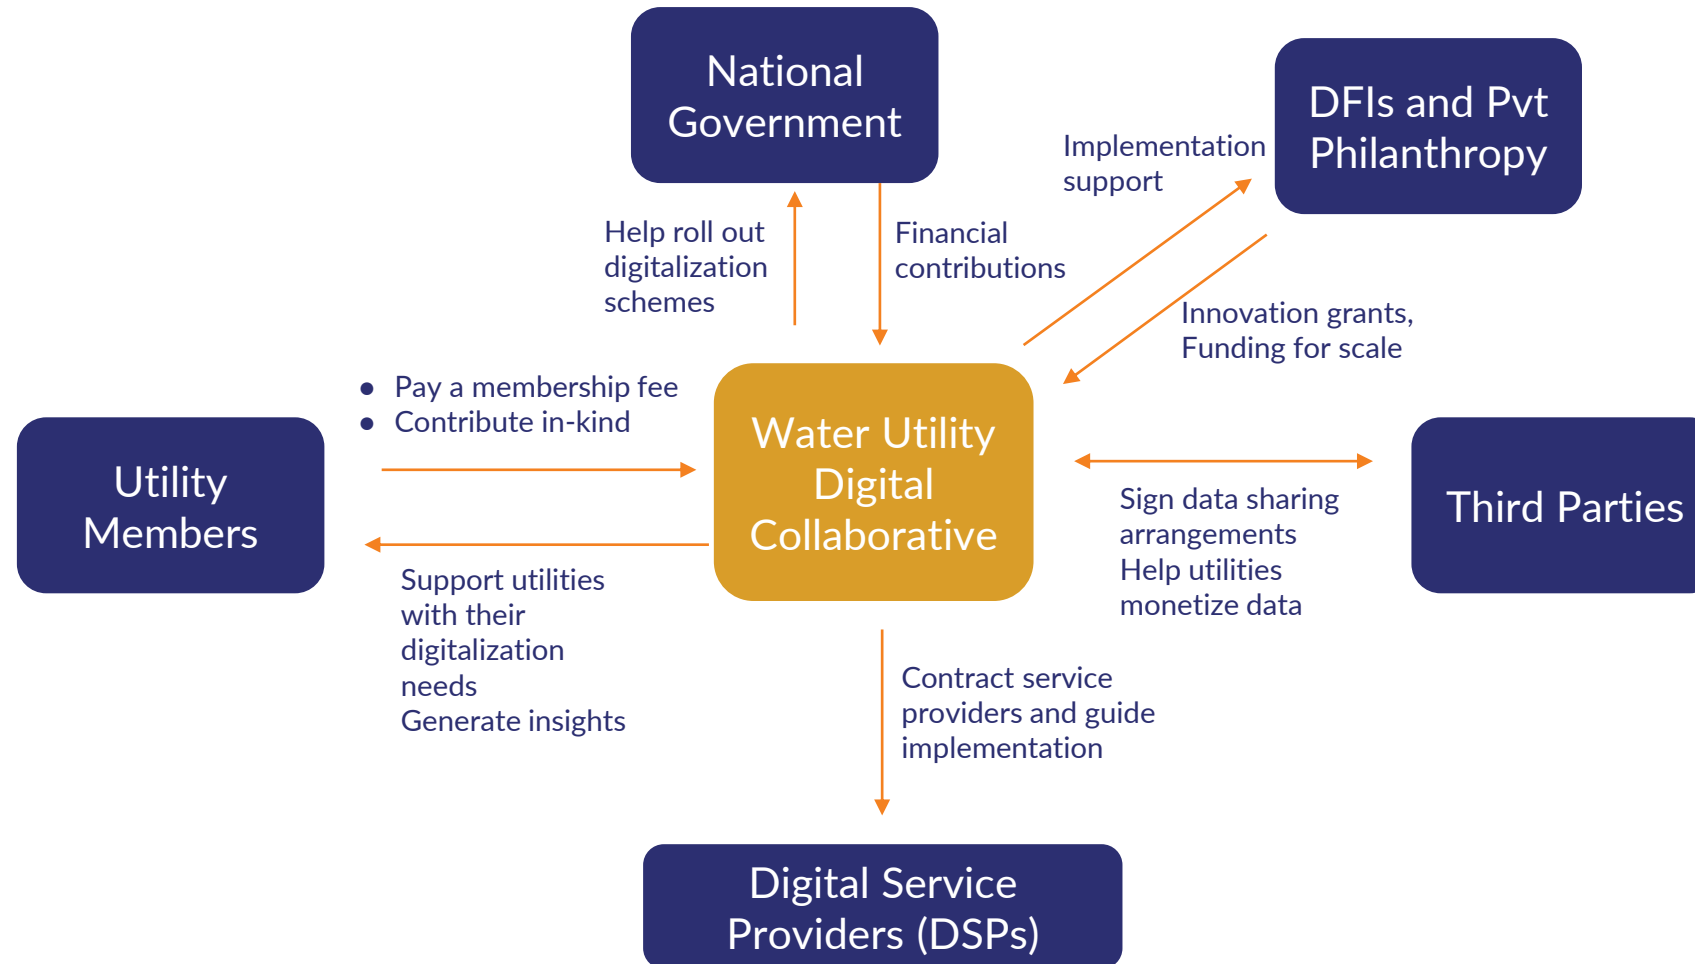 National
Government
DFIs and Pvt
Philanthropy
Implementation
support
Help roll out
digitalization
schemes
Financial
contributions
Innovation grants,
Funding for scale
● Pay a membership fee
● Contribute in-kind
Utility
Members
Water Utility
Digital
Collaborative
Third Parties
Sign data sharing
arrangements
Help utilities
monetize data
Support utilities
with their
digitalization
needs
Generate insights
Contract service
providers and guide
implementation
Digital Service
Providers (DSPs)